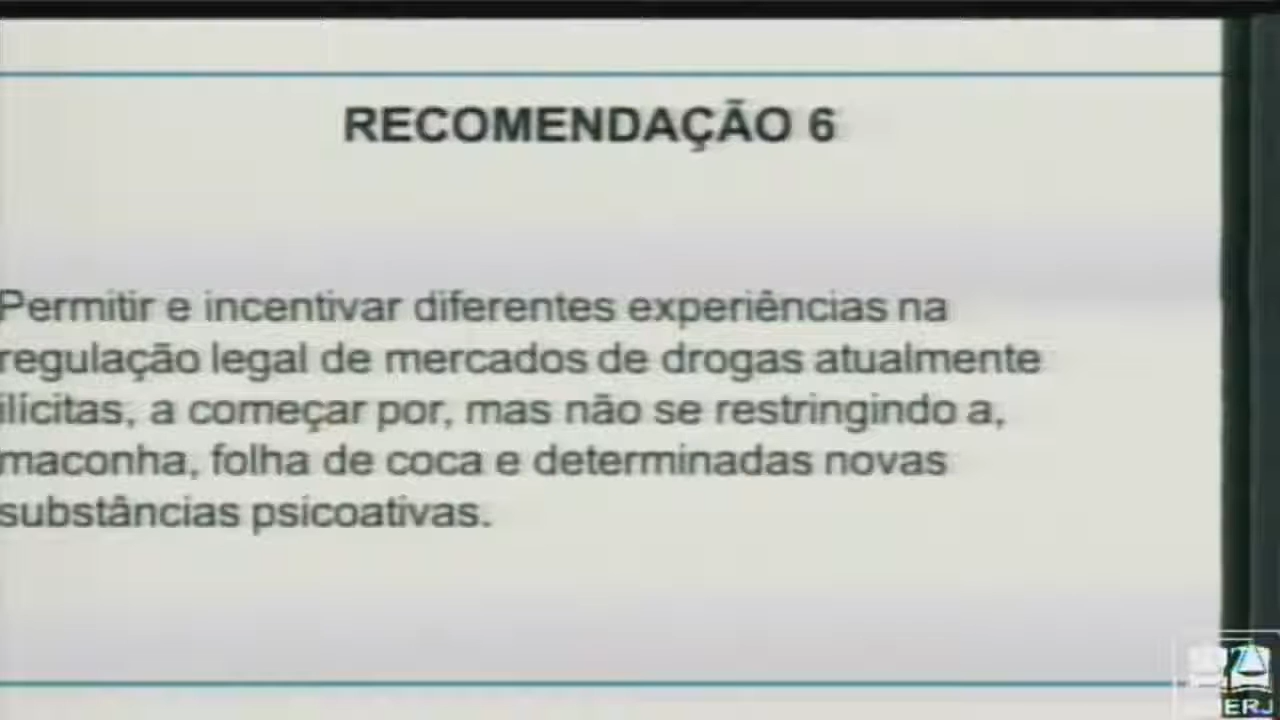 RECOMENDAÇÃO 6
Permitir e incentivar diferentes experiências na
regulação legal de mercados de drogas atualmente
ilícitas, a começar por, mas não se restringindo a,
maconha, folha de coca e determinadas novas
substâncias psicoativas.